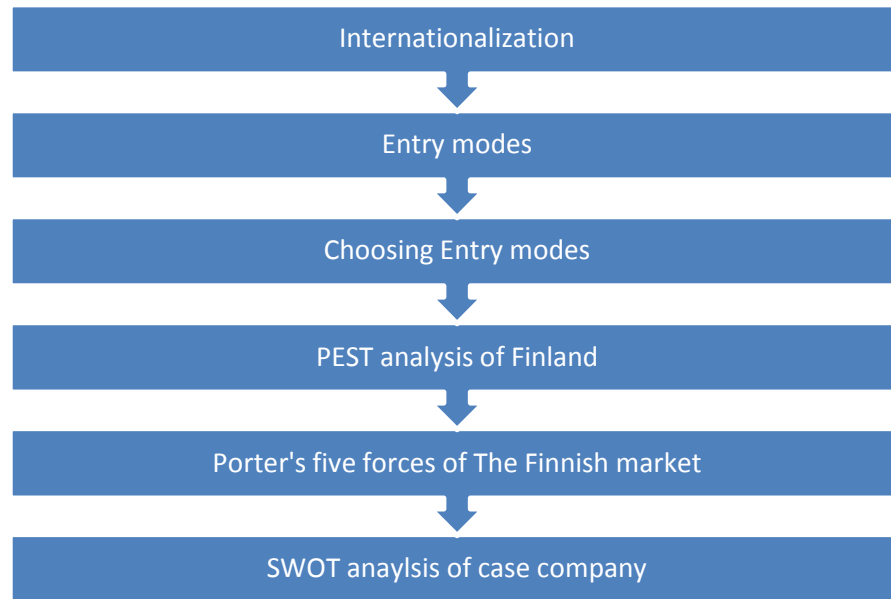 Internationalization
Entry modes
Choosing Entry modes
PEST analysis of Finland
Porter's five forces of The Finnish market
SWOT anaylsis of case company